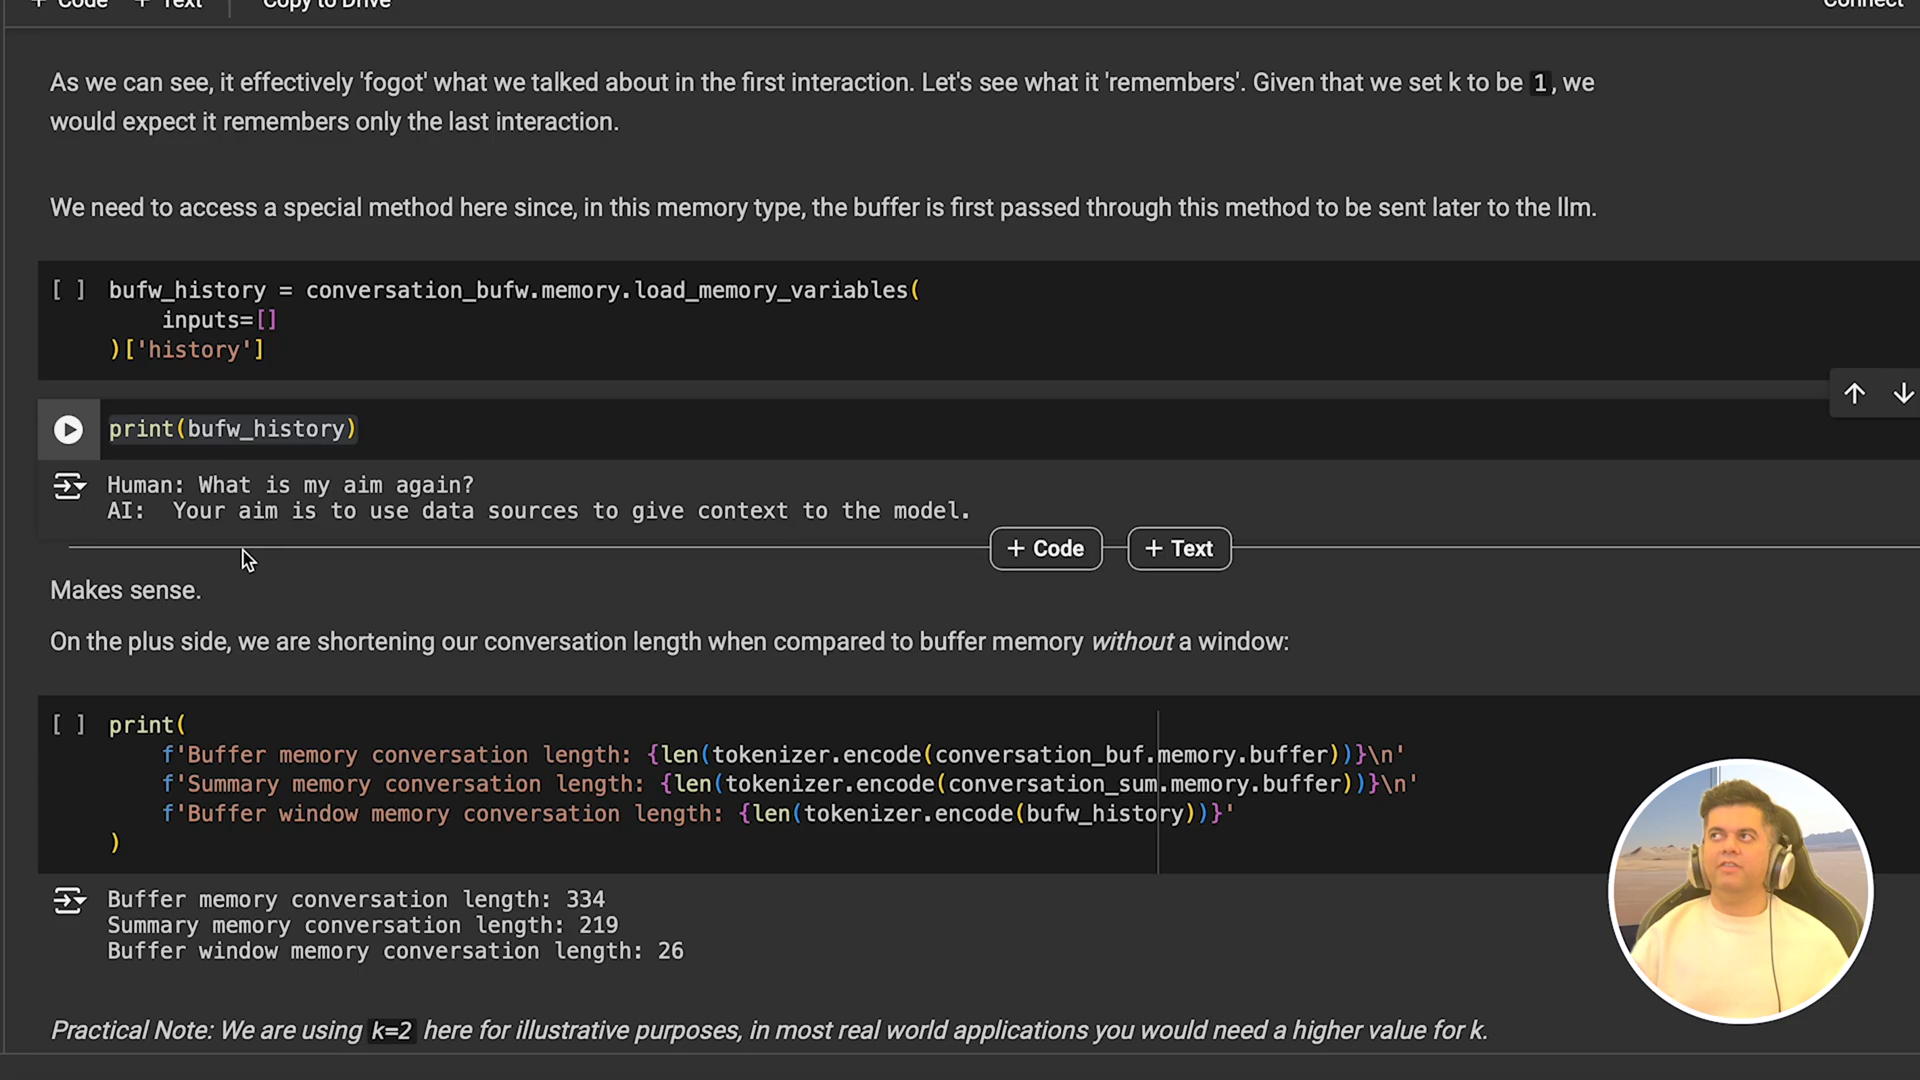 + Code + Text Copy to Drive Connect
As we can see, it effectively 'fogot' what we talked about in the first interaction. Let's see what it 'remembers'. Given that we set k to be 1, we
would expect it remembers only the last interaction.
We need to access a special method here since, in this memory type, the buffer is first passed through this method to be sent later to the llm.
[ ] bufw_history = conversation_bufw.memory.load_memory_variables(
inputs=[]
)['history']
print(bufw_history)
Human: What is my aim again?
AI:  Your aim is to use data sources to give context to the model.
+ Code + Text
Makes sense.
On the plus side, we are shortening our conversation length when compared to buffer memory without a window:
[ ] print(
f'Buffer memory conversation length: {len(tokenizer.encode(conversation_buf.memory.buffer))}\n'
f'Summary memory conversation length: {len(tokenizer.encode(conversation_sum.memory.buffer))}\n'
f'Buffer window memory conversation length: {len(tokenizer.encode(bufw_history))}'
)
Buffer memory conversation length: 334
Summary memory conversation length: 219
Buffer window memory conversation length: 26
Practical Note: We are using k=2 here for illustrative purposes, in most real world applications you would need a higher value for k.